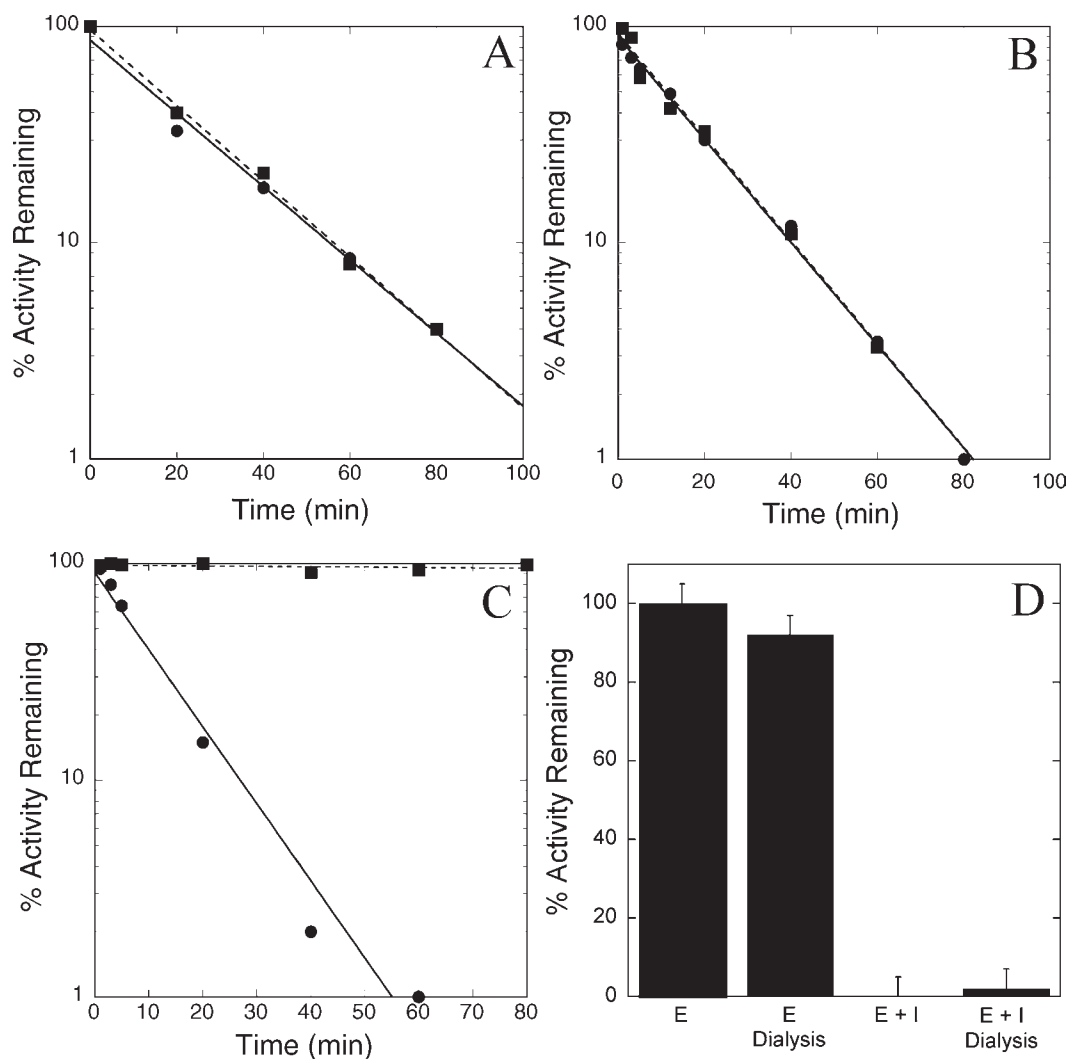 A
% Activity Remaining
100
10
1
0 20 40 60 80 100
Time (min)
B
% Activity Remaining
100
10
1
0 20 40 60 80 100
Time (min)
C
% Activity Remaining
100
10
1
0 10 20 30 40 50 60 70 80
Time (min)
D
% Activity Remaining
100
80
60
40
20
0
E
E
Dialysis
E + I
E + I
Dialysis